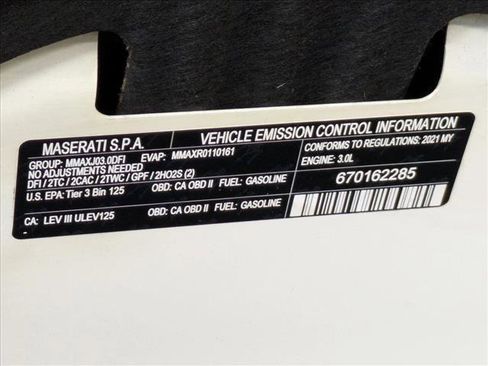 MASERATI S.P.A. VEHICLE EMISSION CONTROL INFORMATION
GROUP: MMAXJ03.0DFI EVAP: MMAXR0110161 CONFORMS TO REGULATIONS: 2021 MY
NO ADJUSTMENTS NEEDED ENGINE: 3.0L
DFI / 2TC / 2CAC / 2TWC / GPF / 2HO2S (2)
U.S. EPA: Tier 3 Bin 125 OBD: CA OBD II FUEL: GASOLINE 670162285
CA: LEV III ULEV125 OBD: CA OBD II FUEL: GASOLINE
-